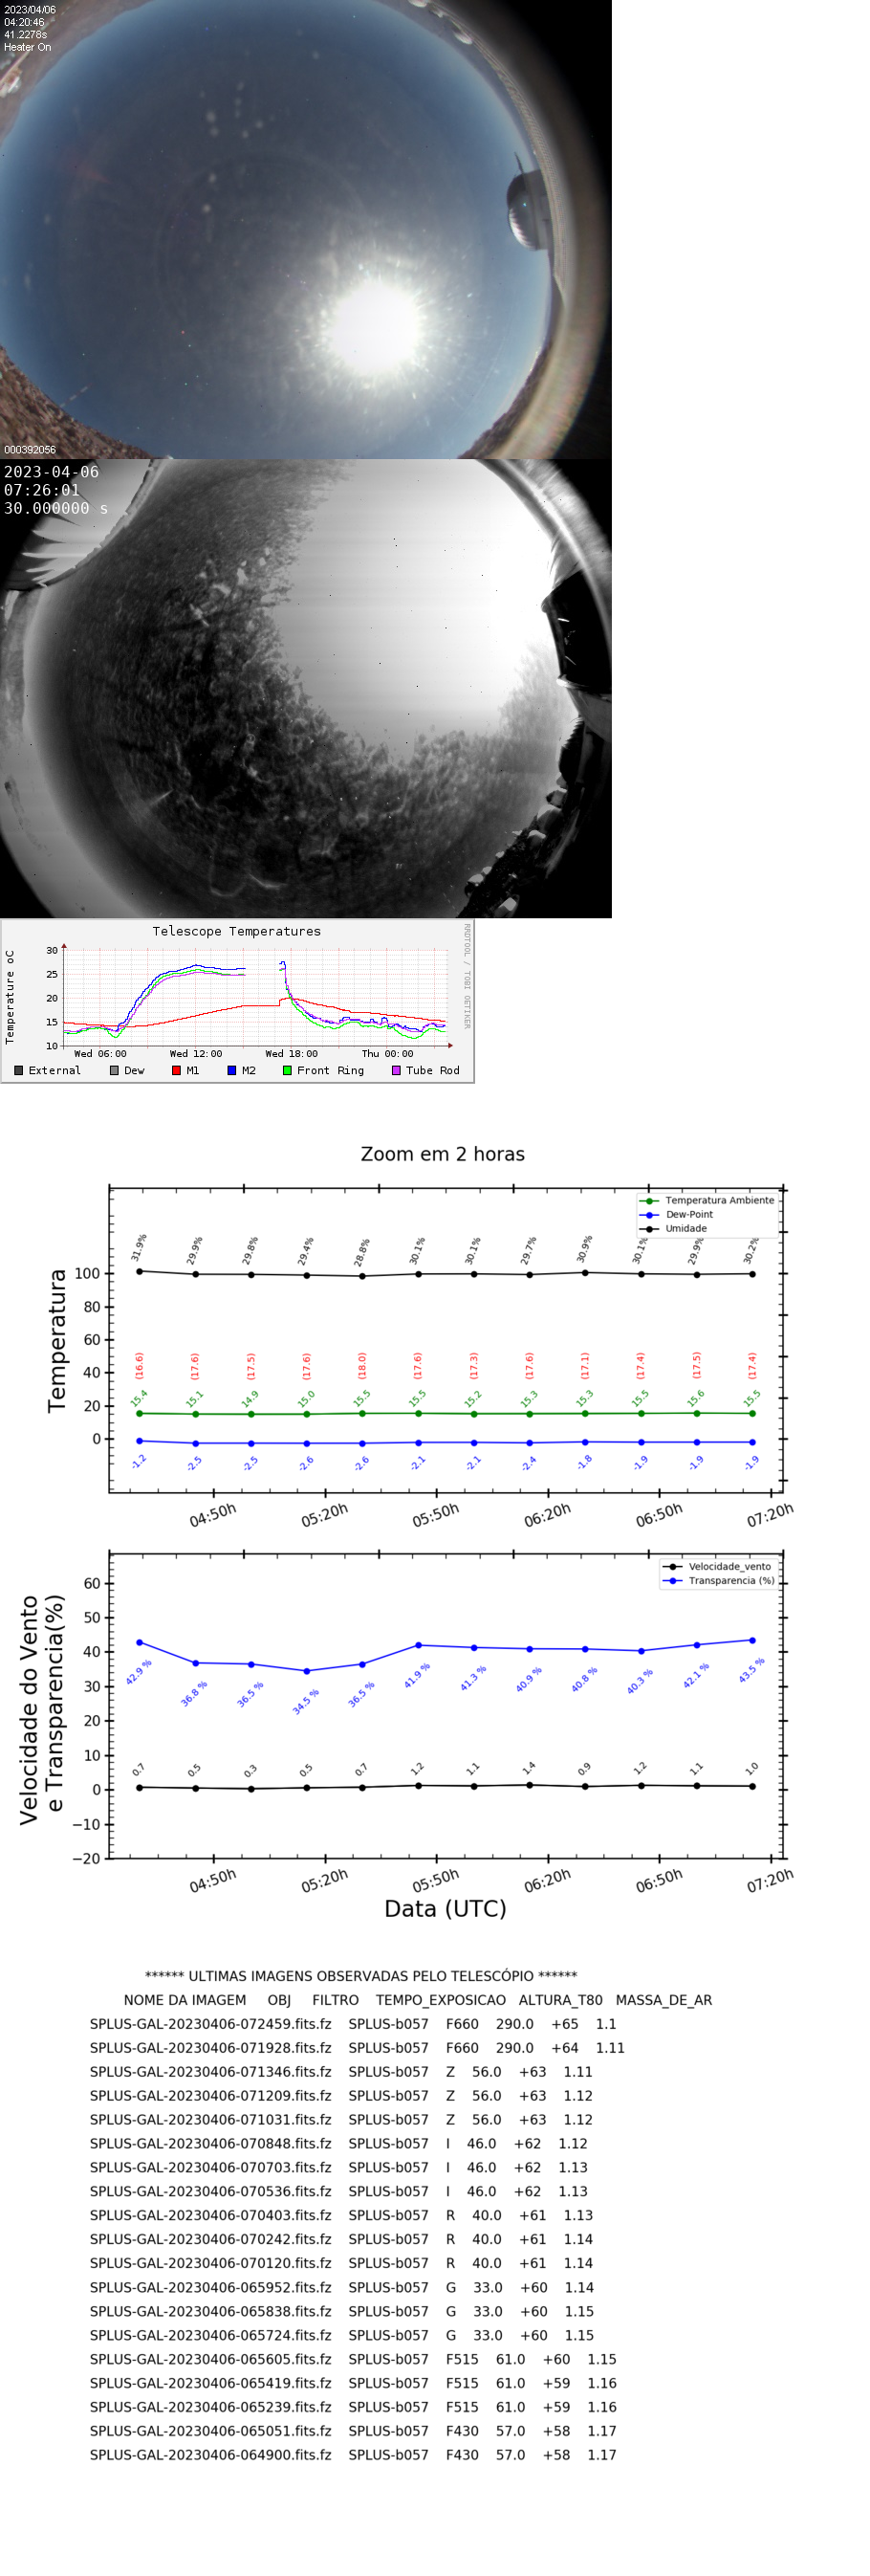 2023/04/06
04:20:46
41.2278s
Heater On
000392056
2023-04-06
07:26:01
30.000000 s
Telescope Temperatures
RRDTOOL / TOBI OETIKER
Temperature oC
30
25
20
15
10
Wed 06:00 Wed 12:00 Wed 18:00 Thu 00:00
External Dew M1 M2 Front Ring Tube Rod
Zoom em 2 horas
Temperatura Ambiente
Dew-Point
Umidade
31.9% 29.9% 29.8% 29.4% 28.8% 30.1% 30.1% 29.7% 30.9% 30.1% 29.9% 30.2%
Temperatura
100
80
60
40
20
0
(16.6) (17.6) (17.5) (17.6) (18.0) (17.6) (17.3) (17.6) (17.1) (17.4) (17.5) (17.4)
15.4 15.1 14.9 15.0 15.5 15.5 15.2 15.3 15.3 15.5 15.6 15.5
-1.2 -2.5 -2.5 -2.6 -2.6 -2.1 -2.1 -2.4 -1.8 -1.9 -1.9 -1.9
04:50h 05:20h 05:50h 06:20h 06:50h 07:20h
Velocidade_vento
Transparencia (%)
Velocidade do Vento
e Transparencia(%)
60
50
40
30
20
10
0
−10
−20
42.9 % 36.8 % 36.5 % 34.5 % 36.5 % 41.9 % 41.3 % 40.9 % 40.8 % 40.3 % 42.1 % 43.5 %
0.7 0.5 0.3 0.5 0.7 1.2 1.1 1.4 0.9 1.2 1.1 1.0
04:50h 05:20h 05:50h 06:20h 06:50h 07:20h
Data (UTC)
****** ULTIMAS IMAGENS OBSERVADAS PELO TELESCÓPIO ******
NOME DA IMAGEM OBJ FILTRO TEMPO_EXPOSICAO ALTURA_T80 MASSA_DE_AR
SPLUS-GAL-20230406-072459.fits.fz SPLUS-b057 F660 290.0 +65 1.1
SPLUS-GAL-20230406-071928.fits.fz SPLUS-b057 F660 290.0 +64 1.11
SPLUS-GAL-20230406-071346.fits.fz SPLUS-b057 Z 56.0 +63 1.11
SPLUS-GAL-20230406-071209.fits.fz SPLUS-b057 Z 56.0 +63 1.12
SPLUS-GAL-20230406-071031.fits.fz SPLUS-b057 Z 56.0 +63 1.12
SPLUS-GAL-20230406-070848.fits.fz SPLUS-b057 I 46.0 +62 1.12
SPLUS-GAL-20230406-070703.fits.fz SPLUS-b057 I 46.0 +62 1.13
SPLUS-GAL-20230406-070536.fits.fz SPLUS-b057 I 46.0 +62 1.13
SPLUS-GAL-20230406-070403.fits.fz SPLUS-b057 R 40.0 +61 1.13
SPLUS-GAL-20230406-070242.fits.fz SPLUS-b057 R 40.0 +61 1.14
SPLUS-GAL-20230406-070120.fits.fz SPLUS-b057 R 40.0 +61 1.14
SPLUS-GAL-20230406-065952.fits.fz SPLUS-b057 G 33.0 +60 1.14
SPLUS-GAL-20230406-065838.fits.fz SPLUS-b057 G 33.0 +60 1.15
SPLUS-GAL-20230406-065724.fits.fz SPLUS-b057 G 33.0 +60 1.15
SPLUS-GAL-20230406-065605.fits.fz SPLUS-b057 F515 61.0 +60 1.15
SPLUS-GAL-20230406-065419.fits.fz SPLUS-b057 F515 61.0 +59 1.16
SPLUS-GAL-20230406-065239.fits.fz SPLUS-b057 F515 61.0 +59 1.16
SPLUS-GAL-20230406-065051.fits.fz SPLUS-b057 F430 57.0 +58 1.17
SPLUS-GAL-20230406-064900.fits.fz SPLUS-b057 F430 57.0 +58 1.17